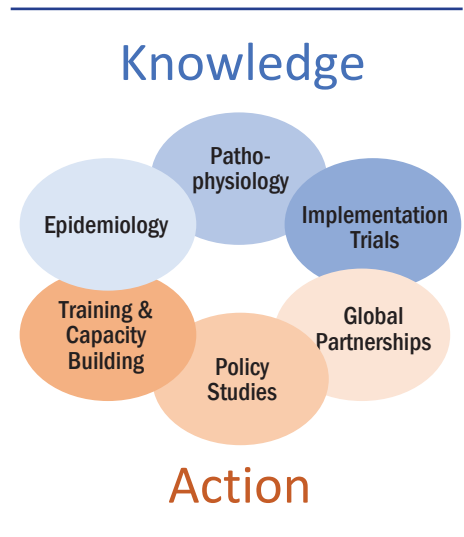 Knowledge
Patho-
physiology
Epidemiology
Implementation
Trials
Training &
Capacity
Building
Global
Partnerships
Policy
Studies
Action